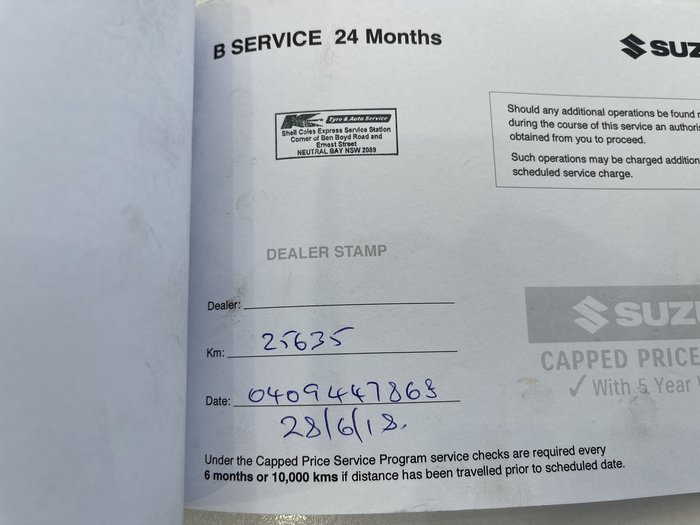 B SERVICE 24 Months
SUZ
Tyre & Auto Service
Shell Coles Express Service Station
Corner of Ben Boyd Road and
Ernest Street
NEUTRAL BAY NSW 2089
Should any additional operations be found
during the course of this service an authoris
obtained from you to proceed.
Such operations may be charged addition
scheduled service charge.
DEALER STAMP
Dealer:
Km: 25635
Date: 0409447868
28/6/18.
SUZU
CAPPED PRICE
✓ With 5 Year
Under the Capped Price Service Program service checks are required every
6 months or 10,000 kms if distance has been travelled prior to scheduled date.